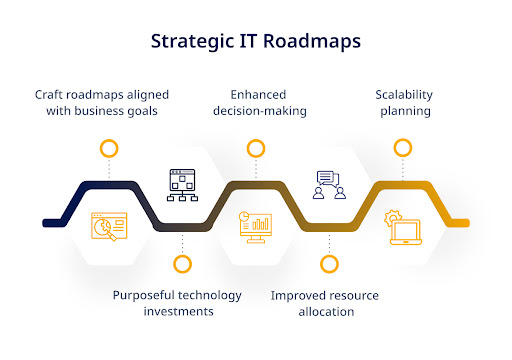 Strategic IT Roadmaps
Craft roadmaps aligned
with business goals
Enhanced
decision-making
Scalability
planning
Purposeful technology
investments
Improved resource
allocation